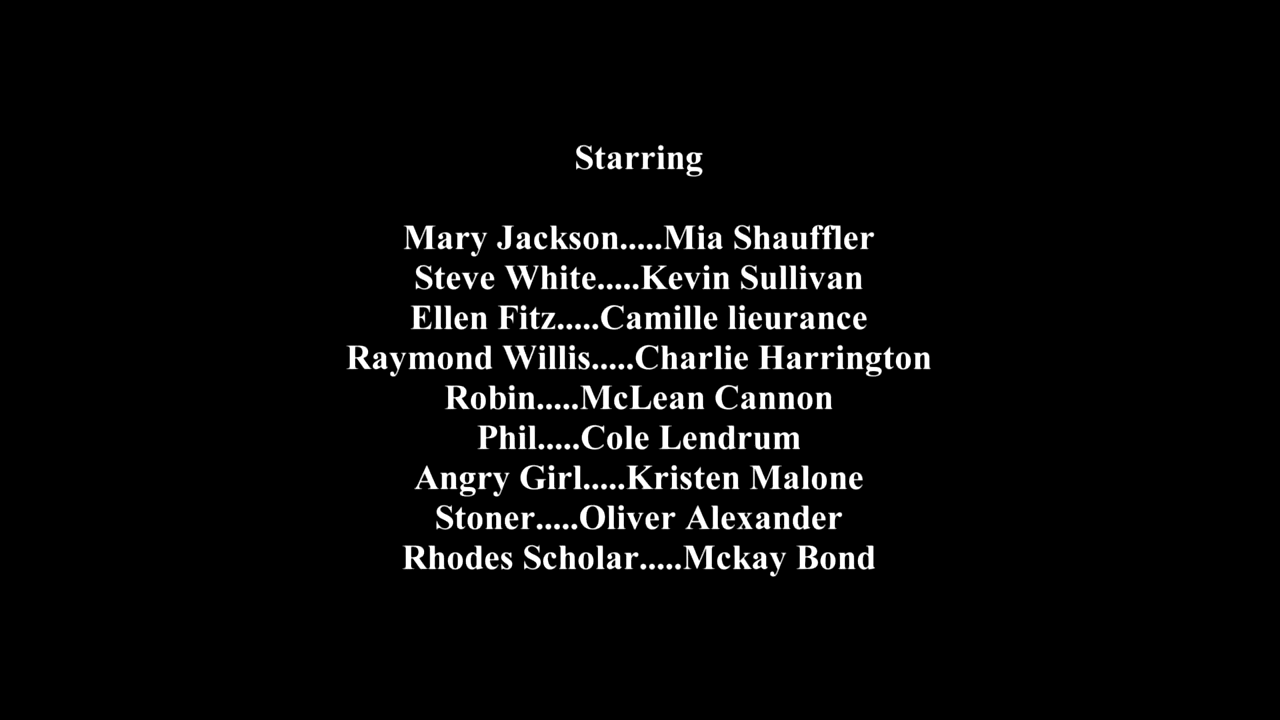 Starring
Mary Jackson.....Mia Shauffler
Steve White.....Kevin Sullivan
Ellen Fitz.....Camille lieurance
Raymond Willis.....Charlie Harrington
Robin.....McLean Cannon
Phil.....Cole Lendrum
Angry Girl.....Kristen Malone
Stoner.....Oliver Alexander
Rhodes Scholar.....Mckay Bond